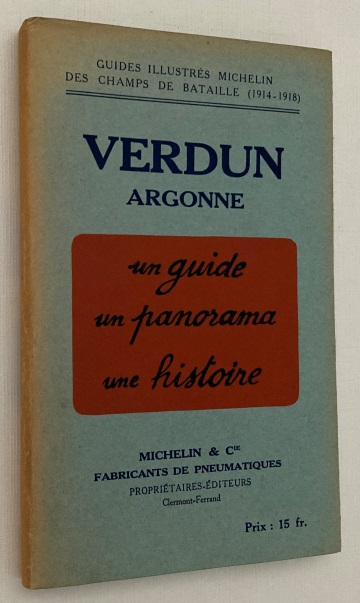 GUIDES ILLUSTRÉS MICHELIN
DES CHAMPS DE BATAILLE (1914-1918)
VERDUN
ARGONNE
un guide
un panorama
une histoire
MICHELIN & Cie
FABRICANTS DE PNEUMATIQUES
PROPRIÉTAIRES-ÉDITEURS
Clermont-Ferrand
Prix : 15 fr.